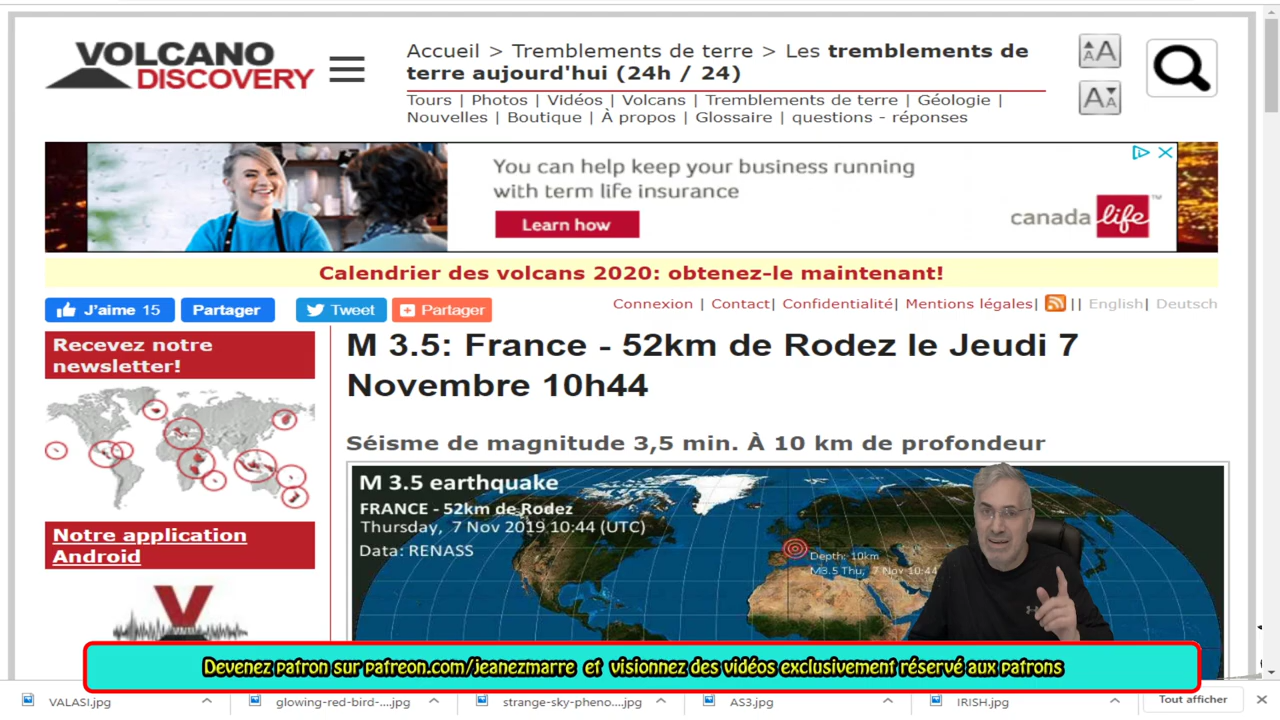 VOLCANO
DISCOVERY
Accueil > Tremblements de terre > Les tremblements de
terre aujourd'hui (24h / 24)
Tours | Photos | Vidéos | Volcans | Tremblements de terre | Géologie |
Nouvelles | Boutique | À propos | Glossaire | questions - réponses
AA
AA
You can help keep your business running
with term life insurance
Learn how
canada life™
Calendrier des volcans 2020: obtenez-le maintenant!
J'aime 15
Partager
Tweet
Partager
Connexion | Contact| Confidentialité| Mentions légales| || English| Deutsch
Recevez notre
newsletter!
M 3.5: France - 52km de Rodez le Jeudi 7
Novembre 10h44
Séisme de magnitude 3,5 min. À 10 km de profondeur
M 3.5 earthquake
FRANCE - 52km de Rodez
Thursday, 7 Nov 2019 10:44 (UTC)
Data: RENASS
Depth: 10km
M3.5 Thu, 7 Nov 10:44
Notre application
Android
Devenez patron sur patreon.com/jeanezmarre et visionnez des vidéos exclusivement réservé aux patrons
VALASI.jpg
glowing-red-bird-....jpg
strange-sky-pheno....jpg
AS3.jpg
IRISH.jpg
Tout afficher